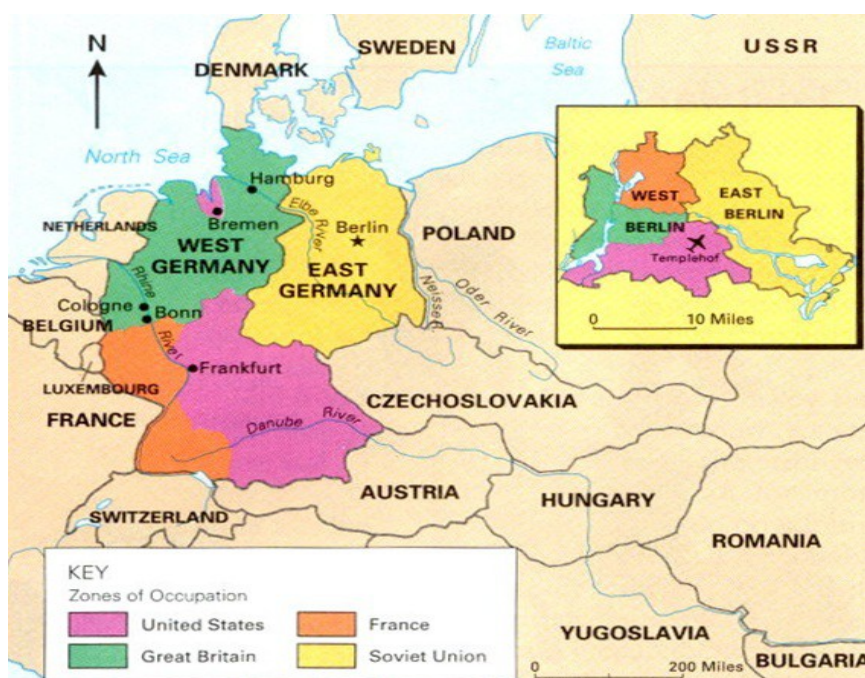 N
SWEDEN
Baltic
Sea
USSR
DENMARK
North Sea
Hamburg
Elbe River
Bremen
NETHERLANDS
WEST
GERMANY
Berlin
EAST
GERMANY
POLAND
Neisse R.
Oder River
Rhine
River
Cologne
Bonn
BELGIUM
LUXEMBOURG
Frankfurt
FRANCE
CZECHOSLOVAKIA
Danube River
AUSTRIA
HUNGARY
SWITZERLAND
ROMANIA
YUGOSLAVIA
BULGARIA
WEST
BERLIN
EAST
BERLIN
Templehof
0 10 Miles
KEY
Zones of Occupation
United States
France
Great Britain
Soviet Union
0 200 Miles